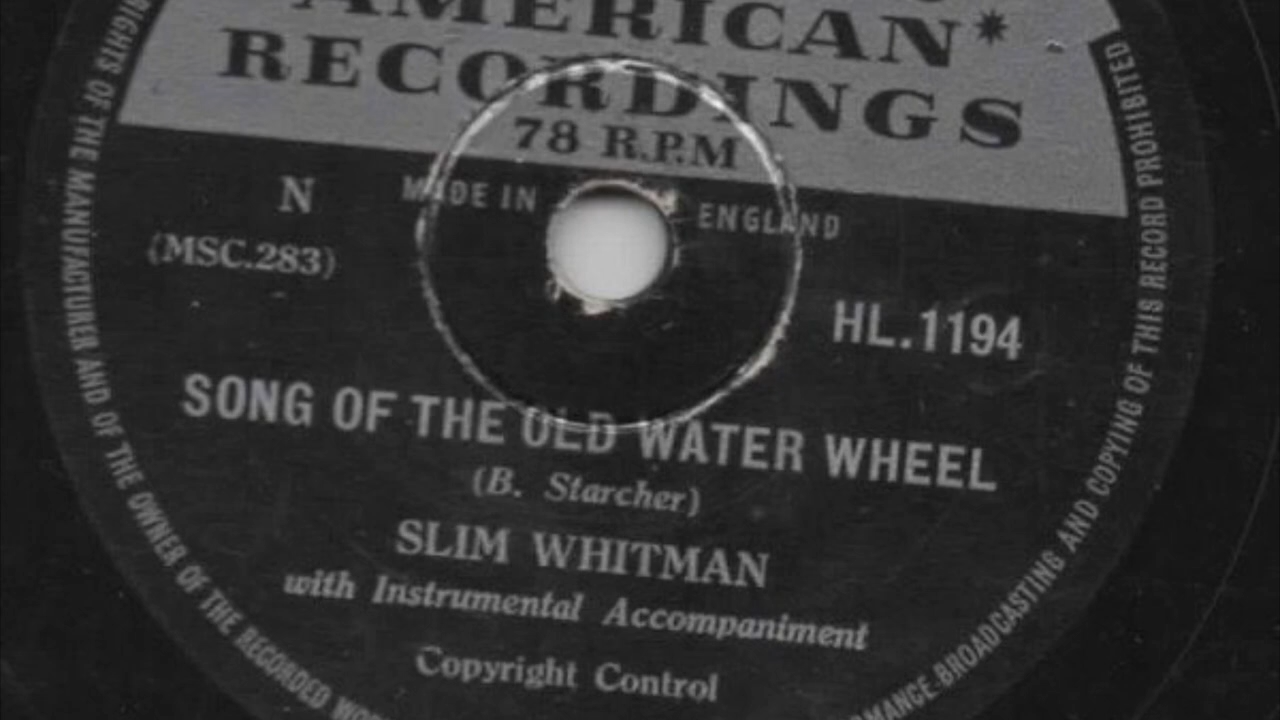 AMERICAN*
RECORDINGS
78 R.P.M
MADE IN ENGLAND
N
(MSC.283)
HL.1194
SONG OF THE OLD WATER WHEEL
(B. Starcher)
SLIM WHITMAN
with Instrumental Accompaniment
Copyright Control
RIGHTS OF THE MANUFACTURER AND OF THE OWNER OF THE RECORDED
BROADCASTING AND COPYING OF THIS RECORD PROHIBITED